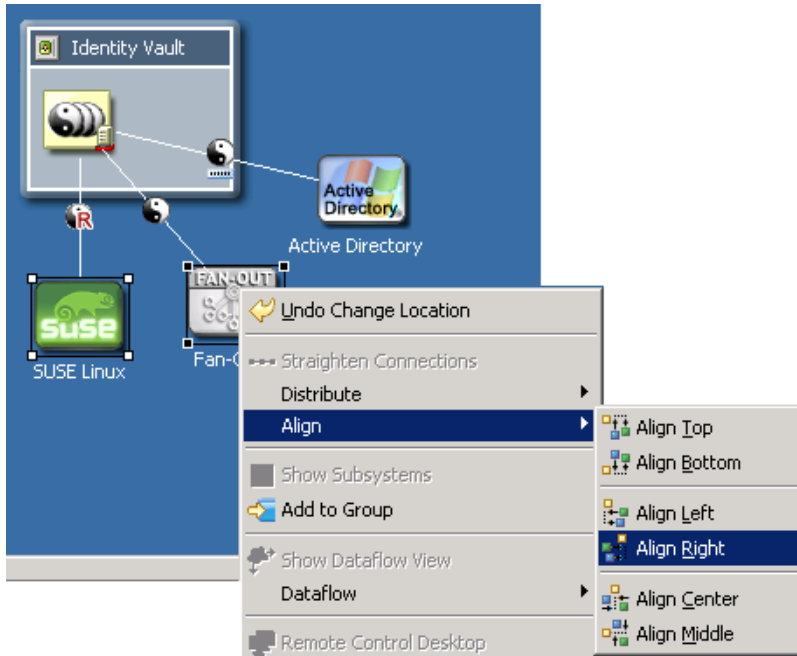 Identity Vault
R
Active
Directory
Active Directory
FAN-OUT
SUSE
SUSE Linux
Fan-
Undo Change Location
Straighten Connections
Distribute
Align
Align Top
Align Bottom
Show Subsystems
Add to Group
Align Left
Align Right
Show Dataflow View
Dataflow
Align Center
Align Middle
Remote Control Desktop